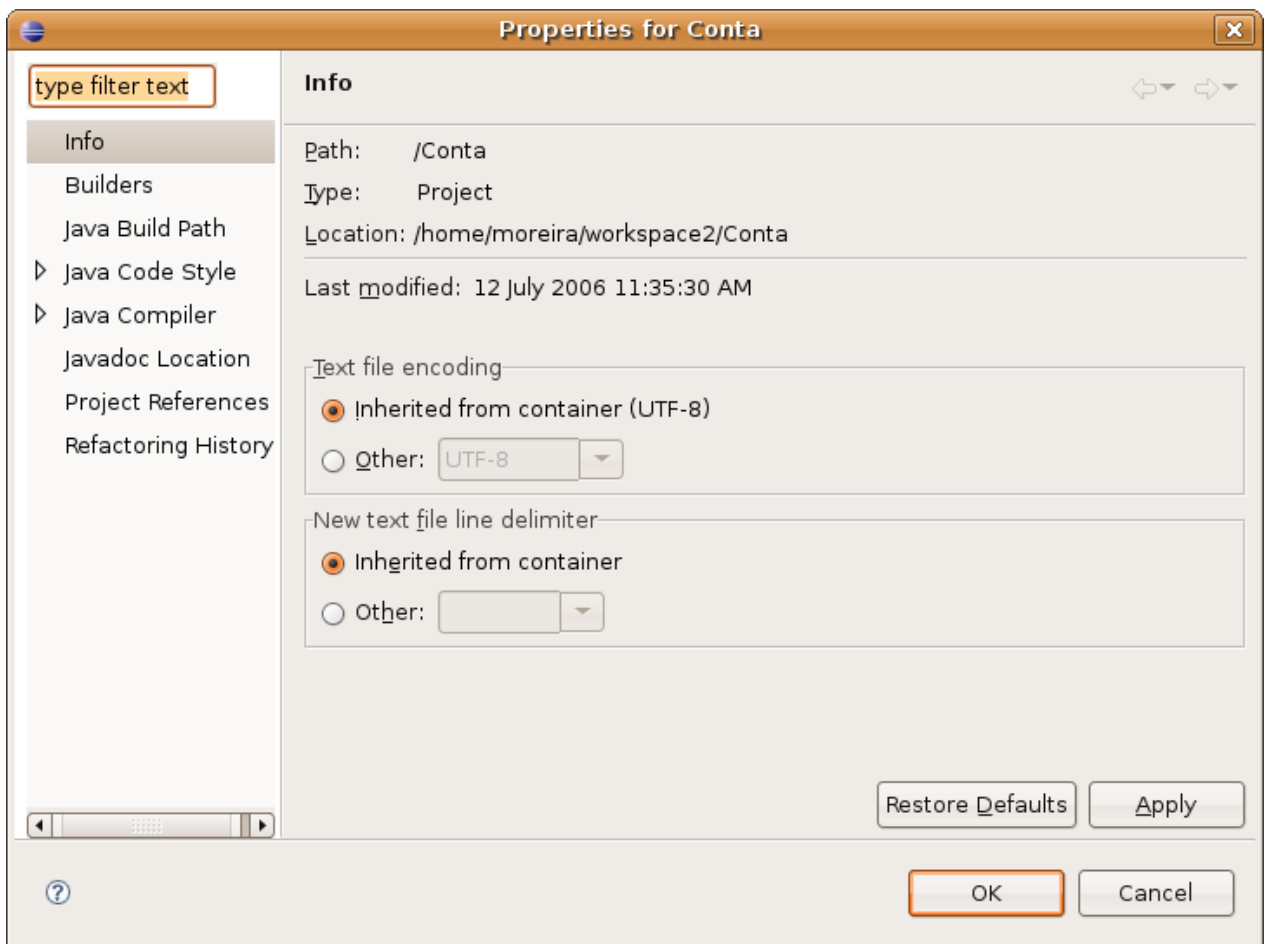 Properties for Conta
type filter text
Info
Builders
Java Build Path
Java Code Style
Java Compiler
Javadoc Location
Project References
Refactoring History
Info
Path: /Conta
Type: Project
Location: /home/moreira/workspace2/Conta
Last modified: 12 July 2006 11:35:30 AM
Text file encoding
Inherited from container (UTF-8)
Other: UTF-8
New text file line delimiter
Inherited from container
Other:
Restore Defaults Apply
? OK Cancel